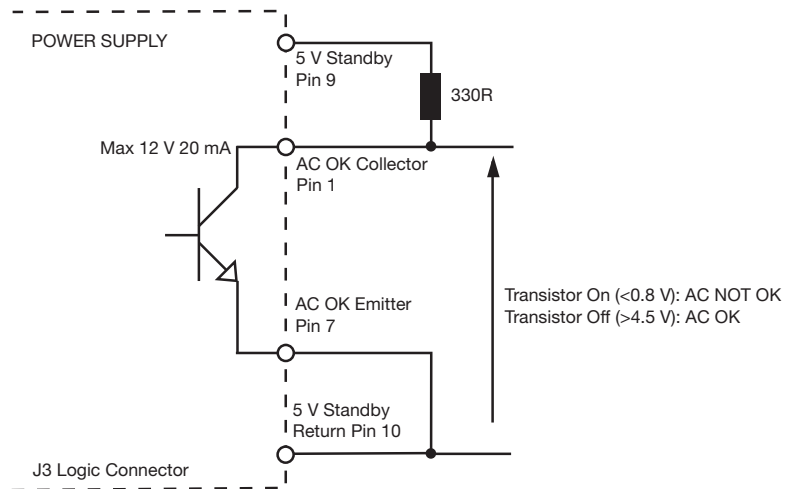 POWER SUPPLY
5 V Standby
Pin 9
330R
Max 12 V 20 mA
AC OK Collector
Pin 1
Transistor On (<0.8 V): AC NOT OK
Transistor Off (>4.5 V): AC OK
AC OK Emitter
Pin 7
5 V Standby
Return Pin 10
J3 Logic Connector